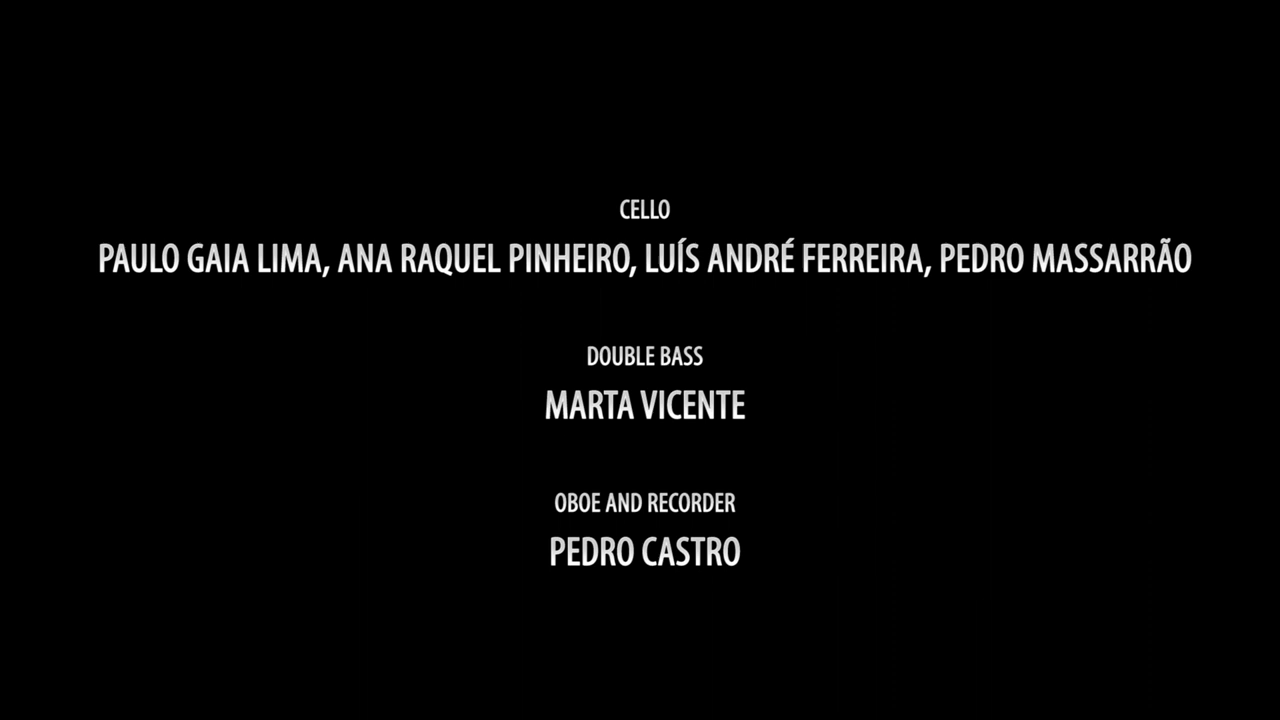 CELLO
PAULO GAIA LIMA, ANA RAQUEL PINHEIRO, LUÍS ANDRÉ FERREIRA, PEDRO MASSARRÃO
DOUBLE BASS
MARTA VICENTE
OBOE AND RECORDER
PEDRO CASTRO